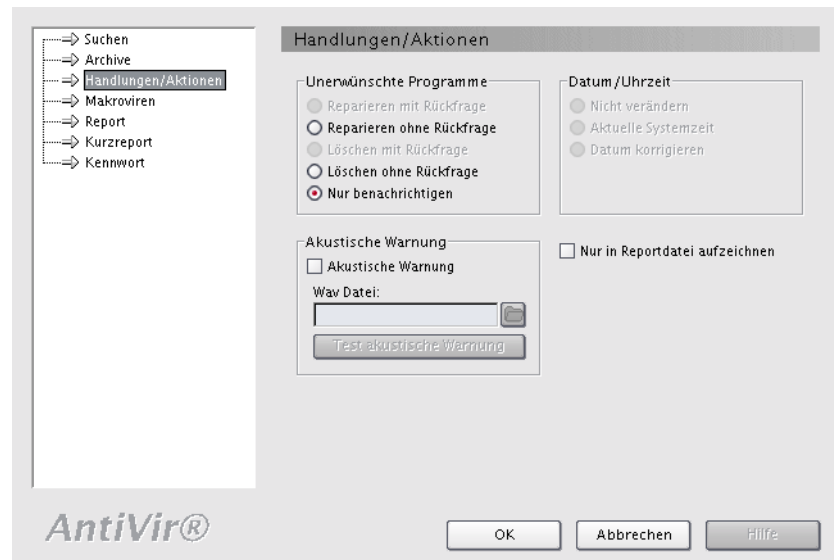 Suchen
Archive
Handlungen/Aktionen
Makroviren
Report
Kurzreport
Kennwort
Handlungen/Aktionen
Unerwünschte Programme
Reparieren mit Rückfrage
Reparieren ohne Rückfrage
Löschen mit Rückfrage
Löschen ohne Rückfrage
Nur benachrichtigen
Datum/Uhrzeit
Nicht verändern
Aktuelle Systemzeit
Datum korrigieren
Akustische Warnung
Akustische Warnung
Wav Datei:
Test akustische Warnung
Nur in Reportdatei aufzeichnen
AntiVir®
OK
Abbrechen
Hilfe